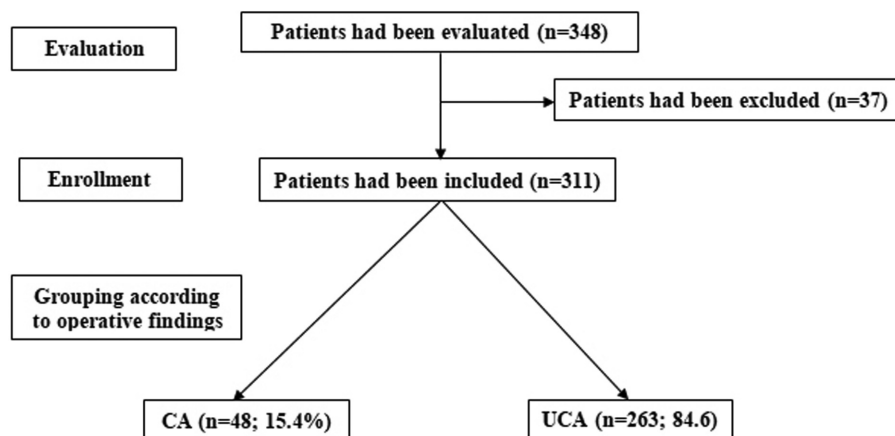 Patients had been evaluated (n=348)
Evaluation
Patients had been excluded (n=37)
Enrollment
Patients had been included (n=311)
Grouping according
to operative findings
CA (n=48; 15.4%)
UCA (n=263; 84.6)